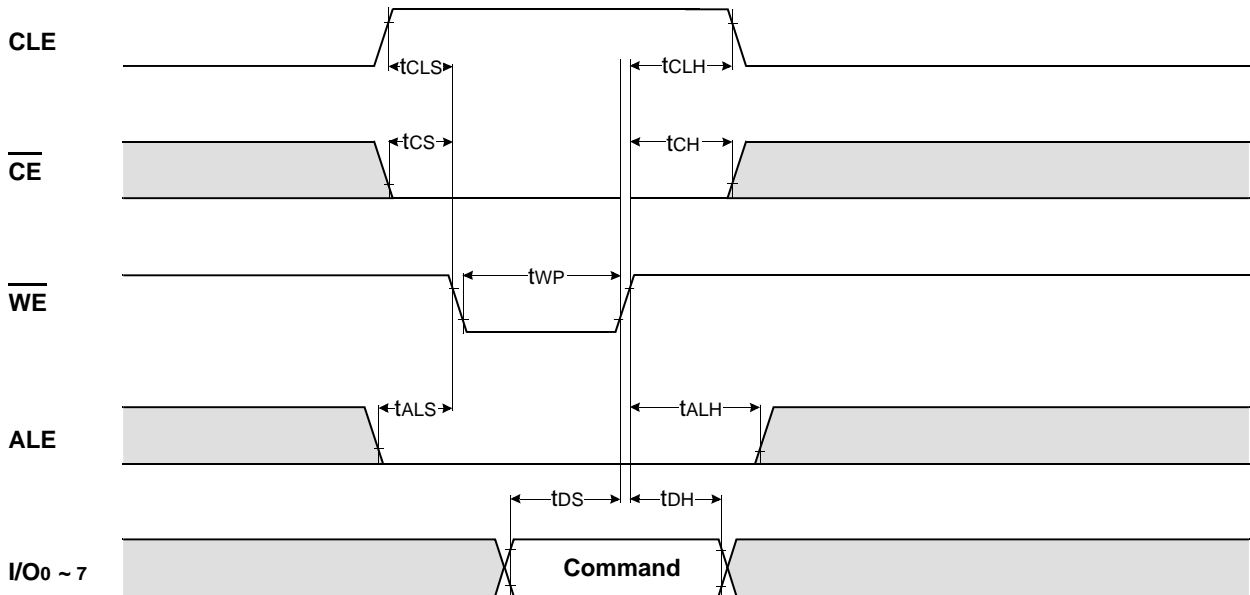 CLE
tCLS
tCLH
CE
tCS
tCH
WE
tWP
ALE
tALS
tALH
tDS
tDH
I/O0 ~ 7
Command